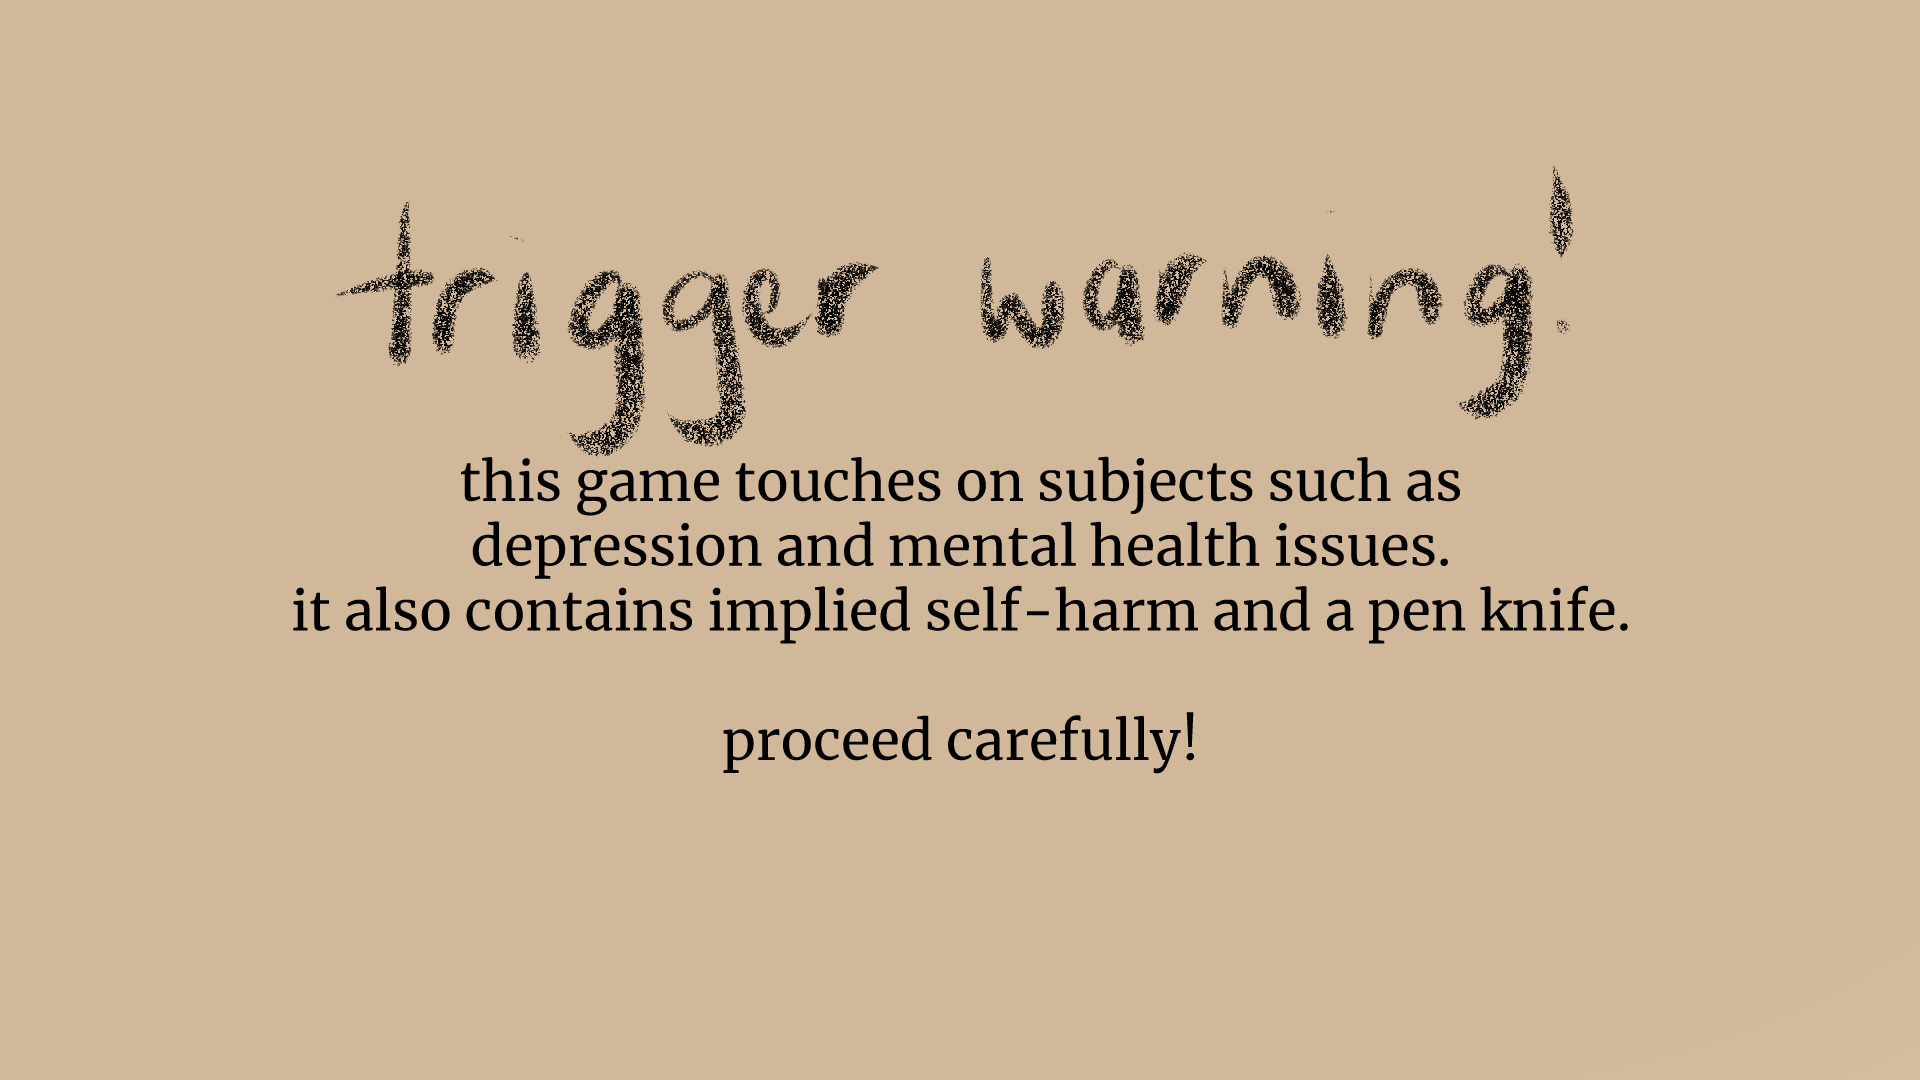 trigger warning!
this game touches on subjects such as
depression and mental health issues.
it also contains implied self-harm and a pen knife.
proceed carefully!